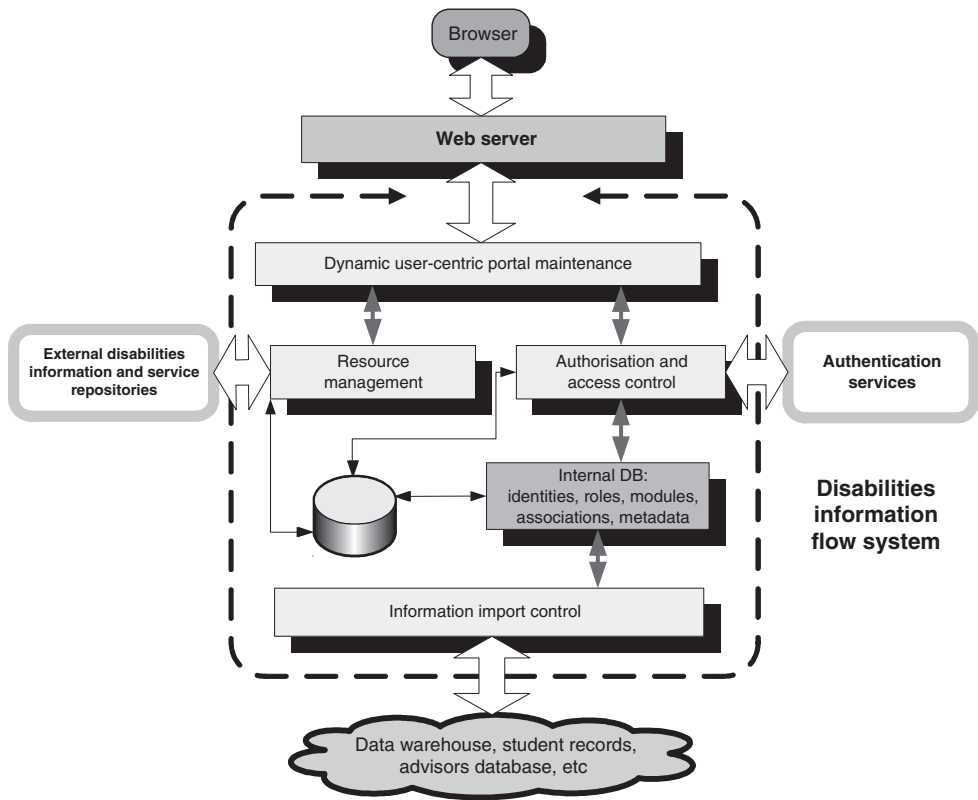 Browser
Web server
Dynamic user-centric portal maintenance
External disabilities
information and service
repositories
Resource
management
Authorisation and
access control
Authentication
services
Internal DB:
identities, roles, modules,
associations, metadata
Disabilities
information
flow system
Information import control
Data warehouse, student records,
advisors database, etc